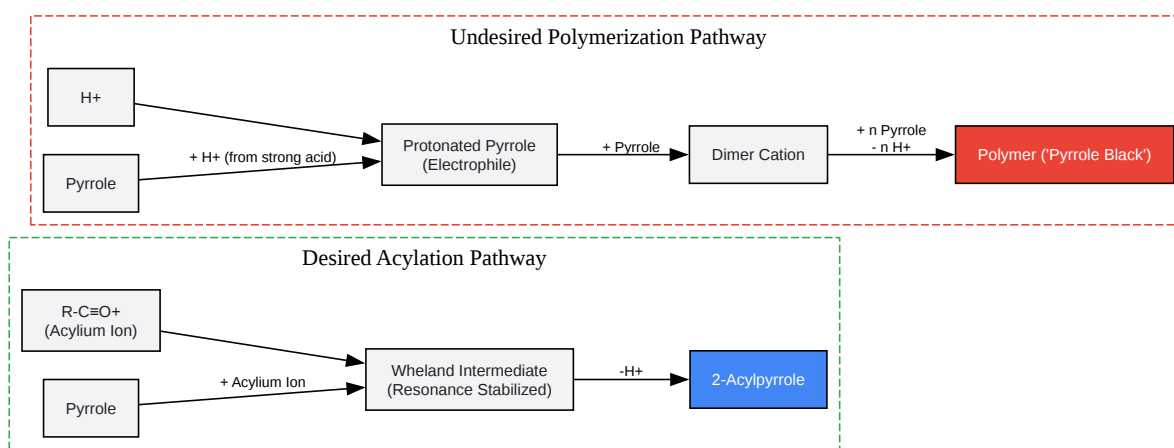 Undesired Polymerization Pathway
H+
Pyrrole
+ H+ (from strong acid)
Protonated Pyrrole
(Electrophile)
+ Pyrrole
Dimer Cation
+ n Pyrrole
- n H+
Polymer ('Pyrrole Black')
Desired Acylation Pathway
R-C≡O+
(Acylium Ion)
Pyrrole
+ Acylium Ion
Wheland Intermediate
(Resonance Stabilized)
-H+
2-Acylpyrrole